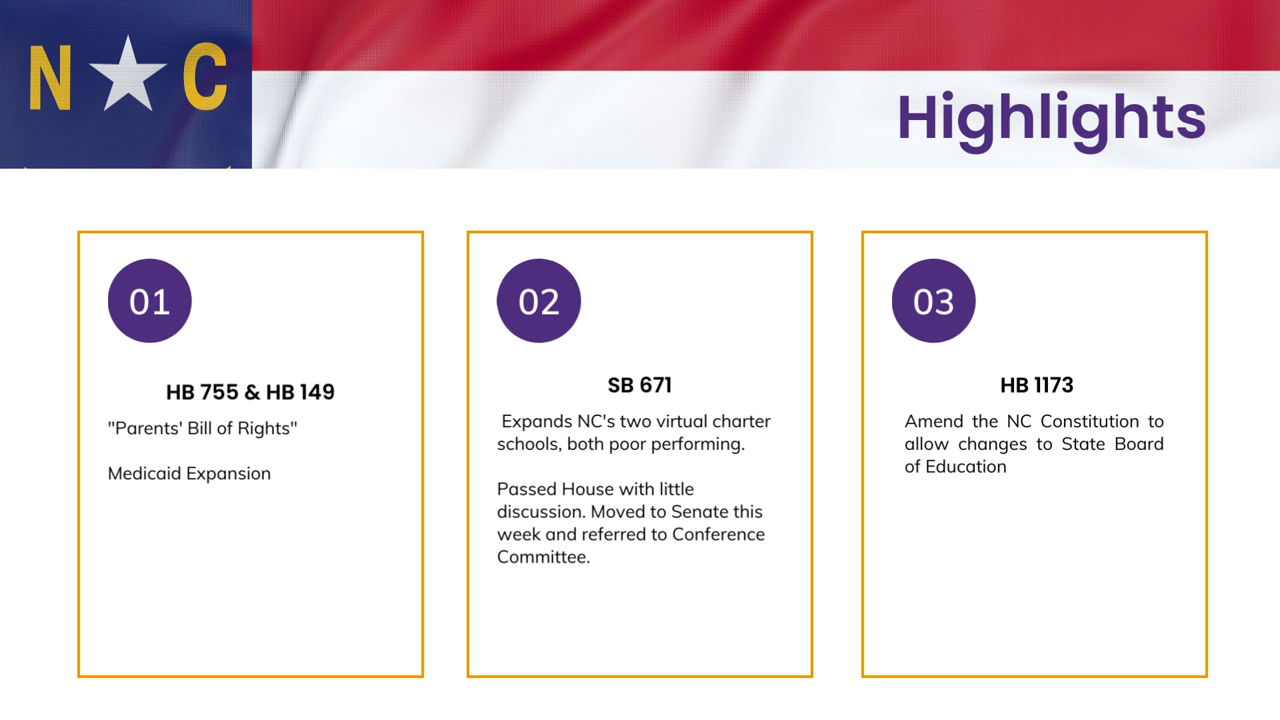 N C
Highlights
01
HB 755 & HB 149
"Parents' Bill of Rights"
Medicaid Expansion
02
SB 671
Expands NC's two virtual charter
schools, both poor performing.
Passed House with little
discussion. Moved to Senate this
week and referred to Conference
Committee.
03
HB 1173
Amend the NC Constitution to
allow changes to State Board
of Education